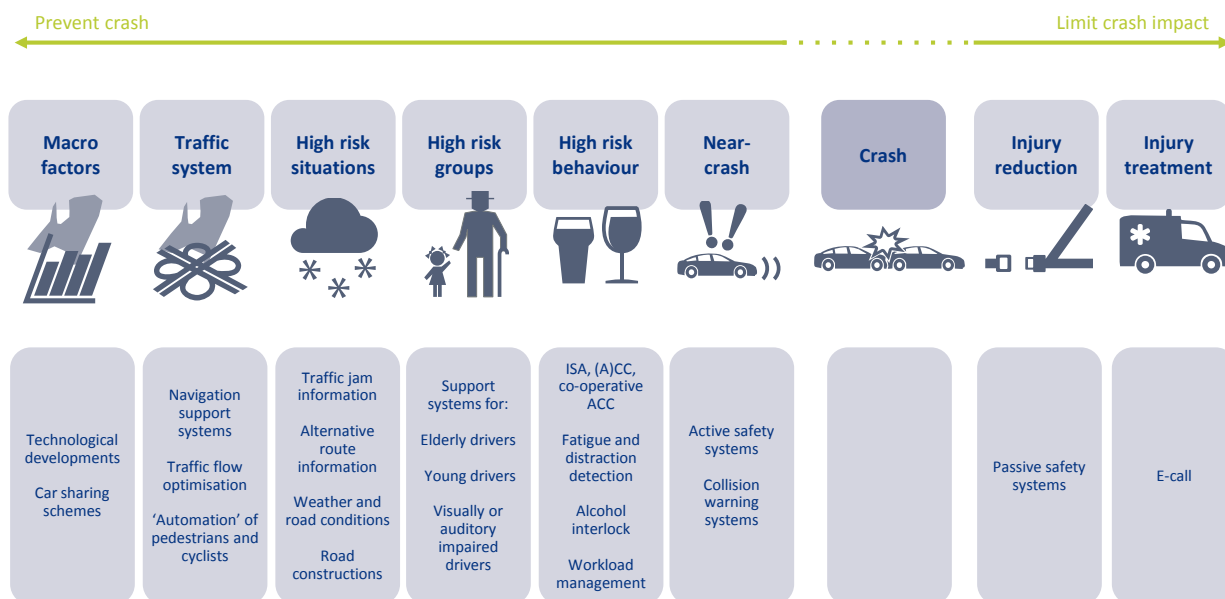 Prevent crash
Limit crash impact
Macro
factors
Traffic
system
High risk
situations
High risk
groups
High risk
behaviour
Near-
crash
Crash
Injury
reduction
Injury
treatment
Technological
developments
Car sharing
schemes
Navigation
support
systems
Traffic flow
optimisation
‘Automation’ of
pedestrians and
cyclists
Traffic jam
information
Alternative
route
information
Weather and
road conditions
Road
constructions
Support
systems for:
Elderly drivers
Young drivers
Visually or
auditory
impaired
drivers
ISA, (A)CC,
co-operative
ACC
Fatigue and
distraction
detection
Alcohol
interlock
Workload
management
Active safety
systems
Collision
warning
systems
Passive safety
systems
E-call